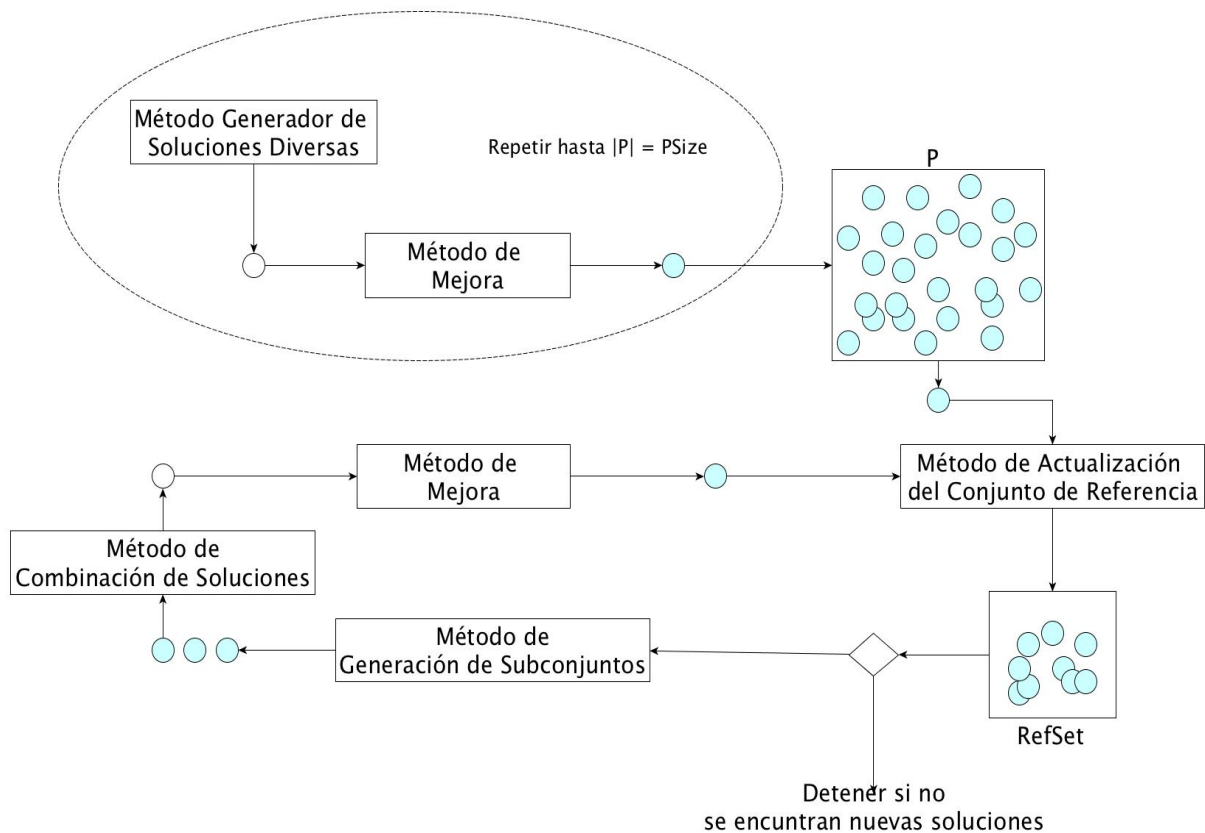 Método Generador de
Soluciones Diversas
Repetir hasta |P| = PSize
P
Método de
Mejora
Método de
Mejora
Método de Actualización
del Conjunto de Referencia
Método de
Combinación de Soluciones
Método de
Generación de Subconjuntos
RefSet
Detener si no
se encuntran nuevas soluciones